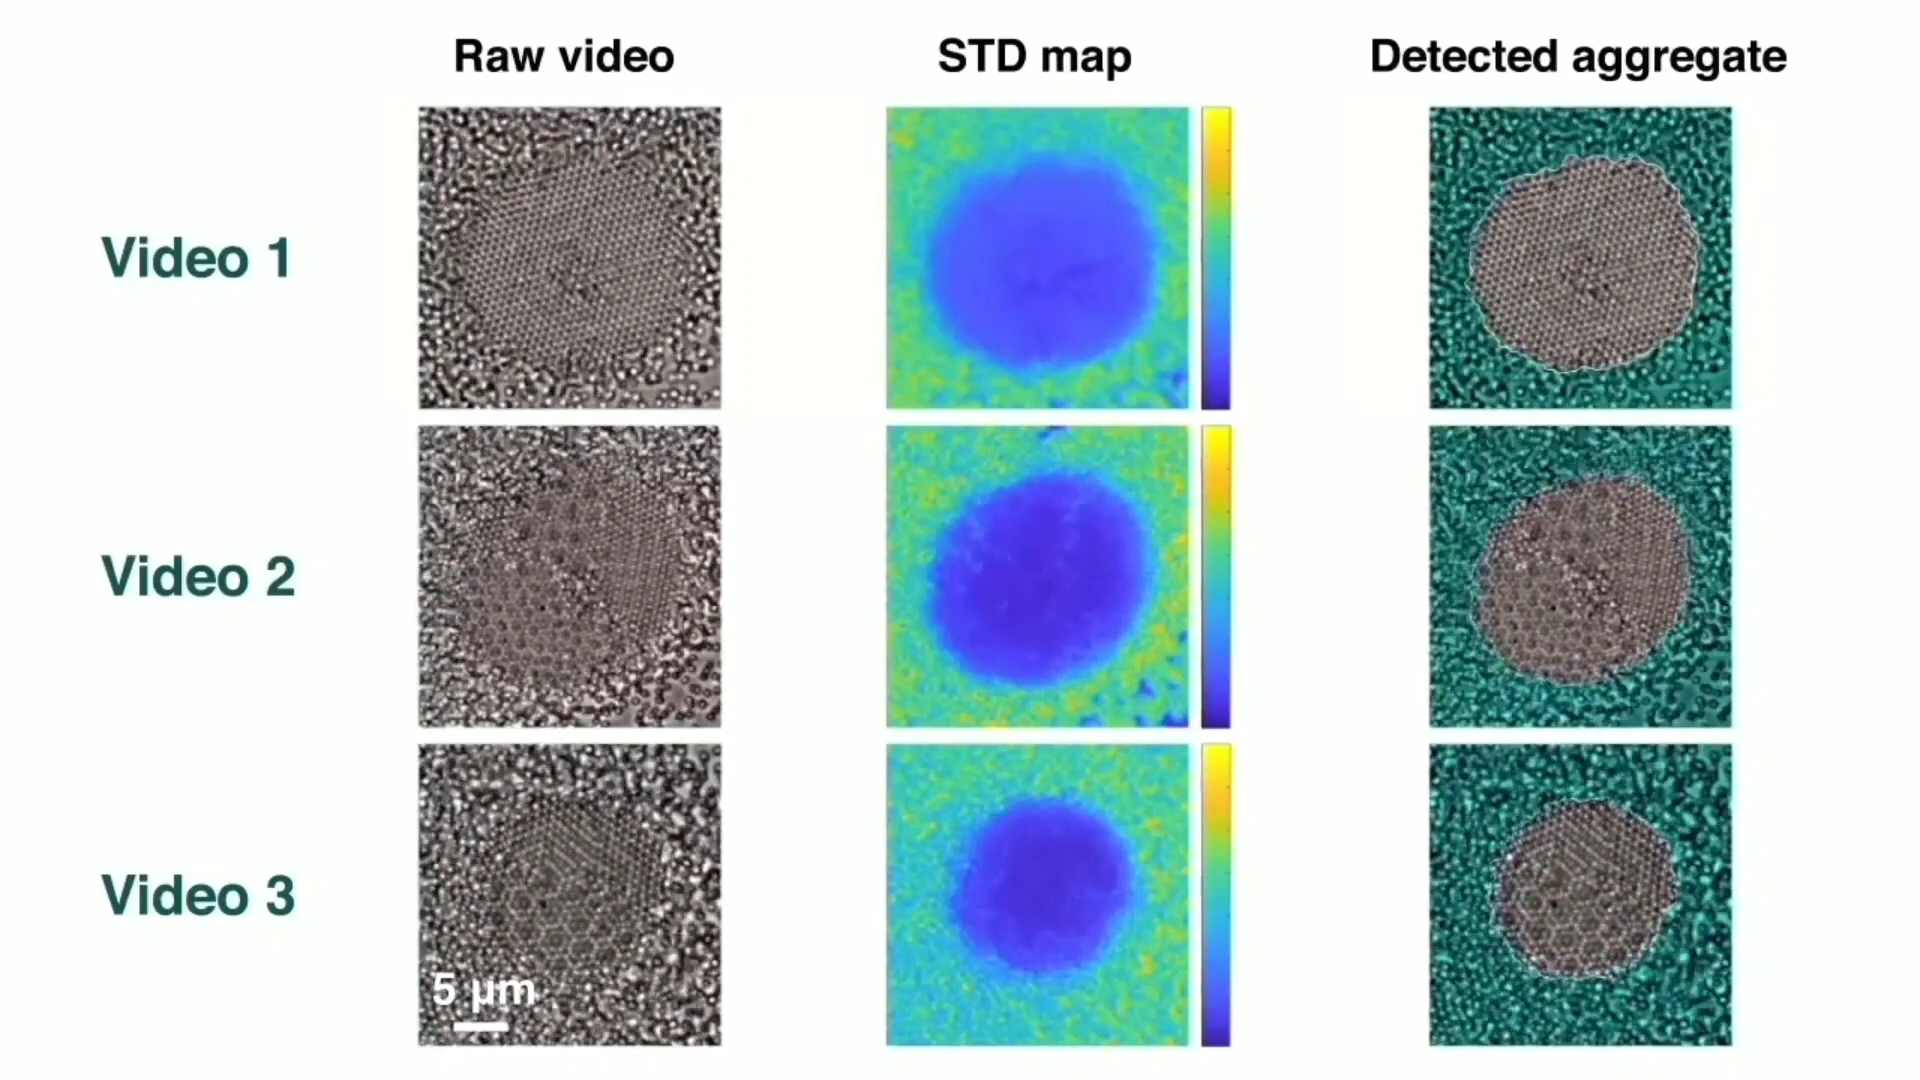 Raw video
STD map
Detected aggregate
Video 1
Video 2
Video 3
5 µm